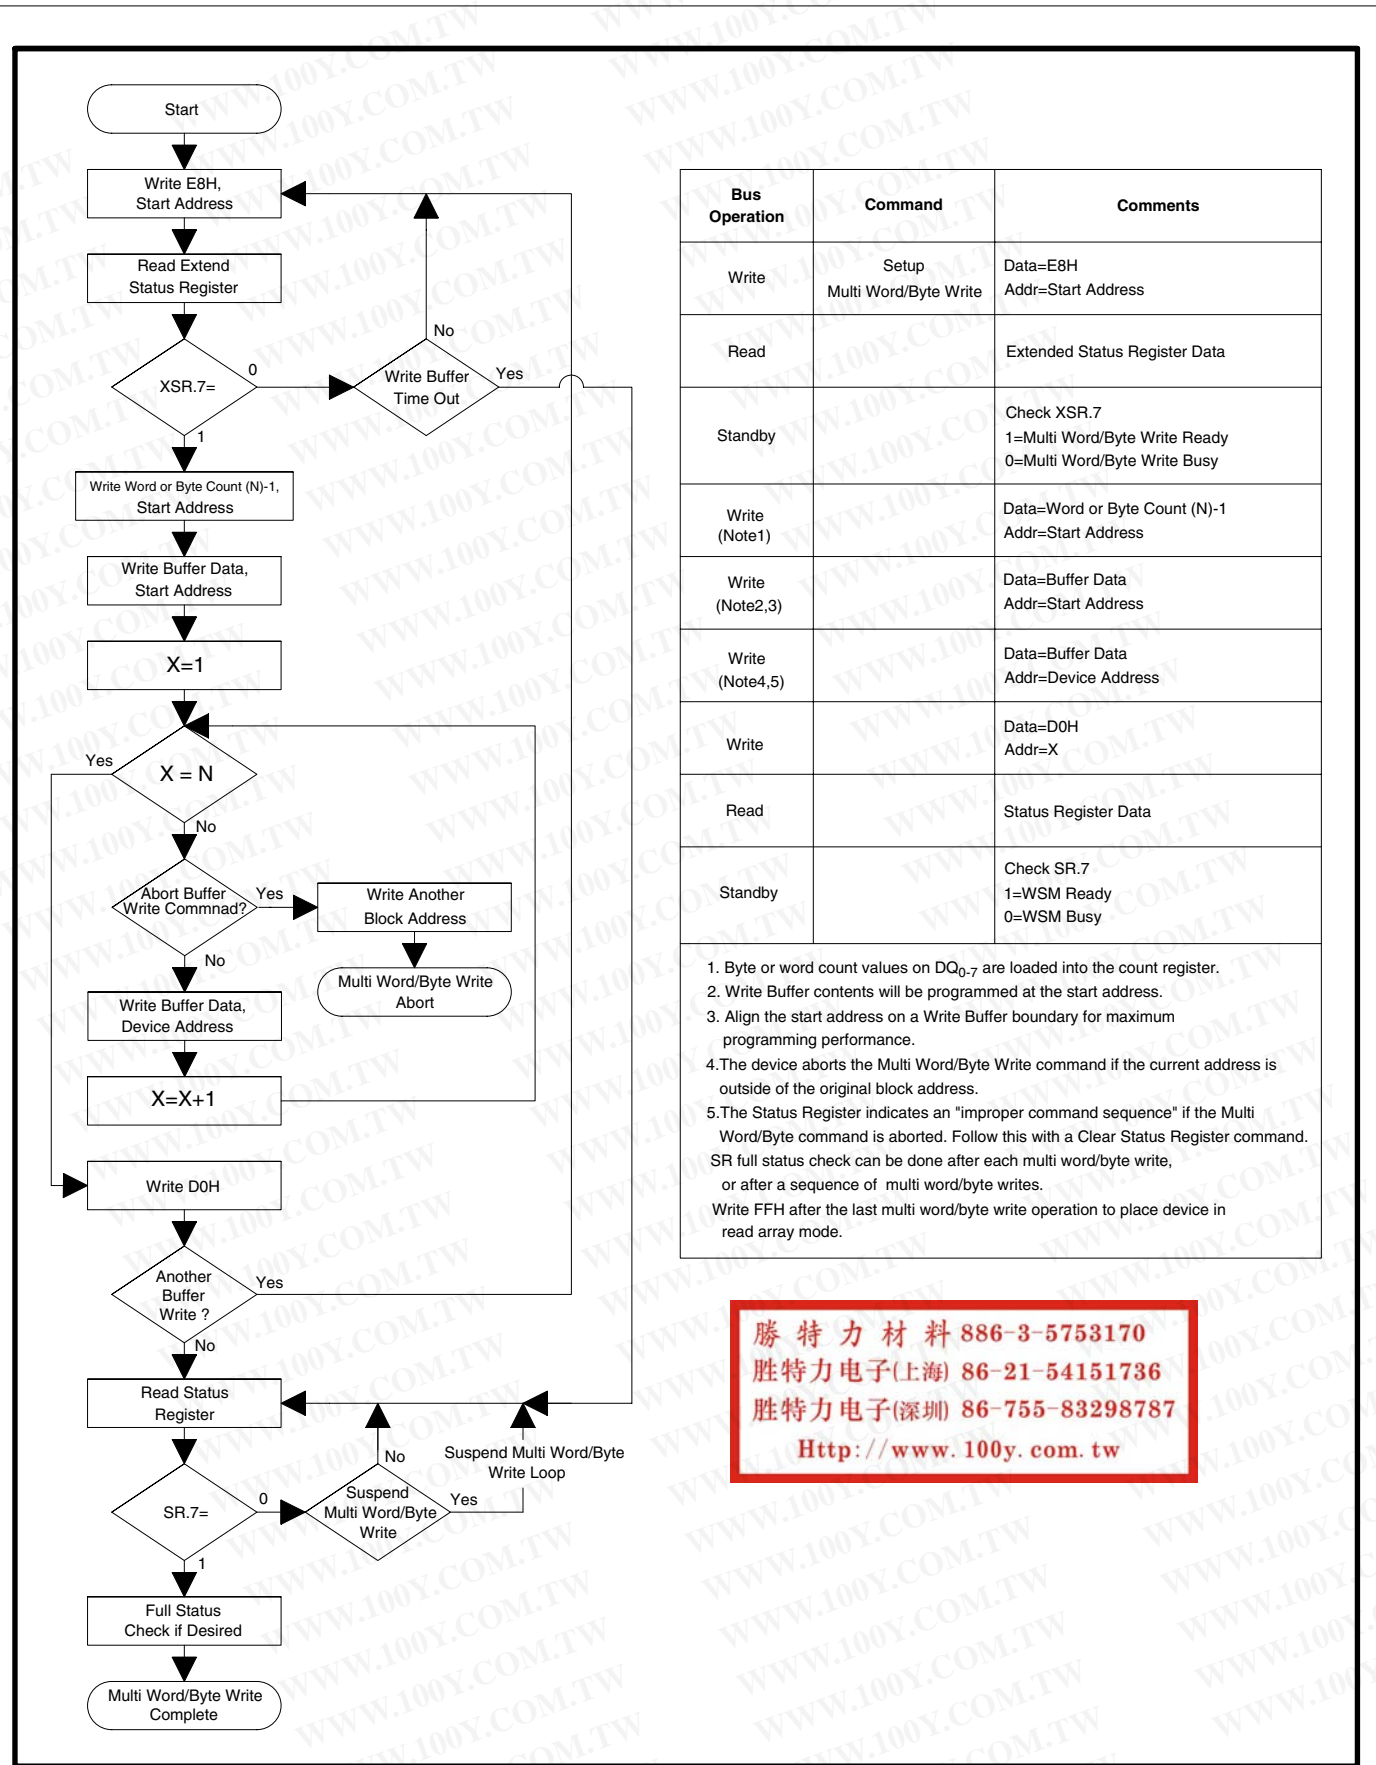 Start
Write E8H,
Start Address
Read Extend
Status Register
XSR.7=
0
1
Write Buffer
Time Out
No
Yes
Write Word or Byte Count (N)-1,
Start Address
Write Buffer Data,
Start Address
X=1
X = N
Yes
No
Abort Buffer
Write Commnad?
Yes
No
Write Another
Block Address
Multi Word/Byte Write
Abort
Write Buffer Data,
Device Address
X=X+1
Write D0H
Another
Buffer
Write ?
Yes
No
Read Status
Register
SR.7=
0
1
Suspend
Multi Word/Byte
Write
No
Yes
Suspend Multi Word/Byte
Write Loop
Full Status
Check if Desired
Multi Word/Byte Write
Complete
Bus
Operation
Command
Comments
Write
Setup
Multi Word/Byte Write
Data=E8H
Addr=Start Address
Read
Extended Status Register Data
Standby
Check XSR.7
1=Multi Word/Byte Write Ready
0=Multi Word/Byte Write Busy
Write
(Note1)
Data=Word or Byte Count (N)-1
Addr=Start Address
Write
(Note2,3)
Data=Buffer Data
Addr=Start Address
Write
(Note4,5)
Data=Buffer Data
Addr=Device Address
Write
Data=D0H
Addr=X
Read
Status Register Data
Standby
Check SR.7
1=WSM Ready
0=WSM Busy
1. Byte or word count values on DQ0-7 are loaded into the count register.
2. Write Buffer contents will be programmed at the start address.
3. Align the start address on a Write Buffer boundary for maximum
programming performance.
4.The device aborts the Multi Word/Byte Write command if the current address is
outside of the original block address.
5.The Status Register indicates an "improper command sequence" if the Multi
Word/Byte command is aborted. Follow this with a Clear Status Register command.
SR full status check can be done after each multi word/byte write,
or after a sequence of multi word/byte writes.
Write FFH after the last multi word/byte write operation to place device in
read array mode.
勝 特 力 材 料 886-3-5753170
胜特力电子(上海) 86-21-54151736
胜特力电子(深圳) 86-755-83298787
Http://www.100y.com.tw
WWW.100Y.COM.TW